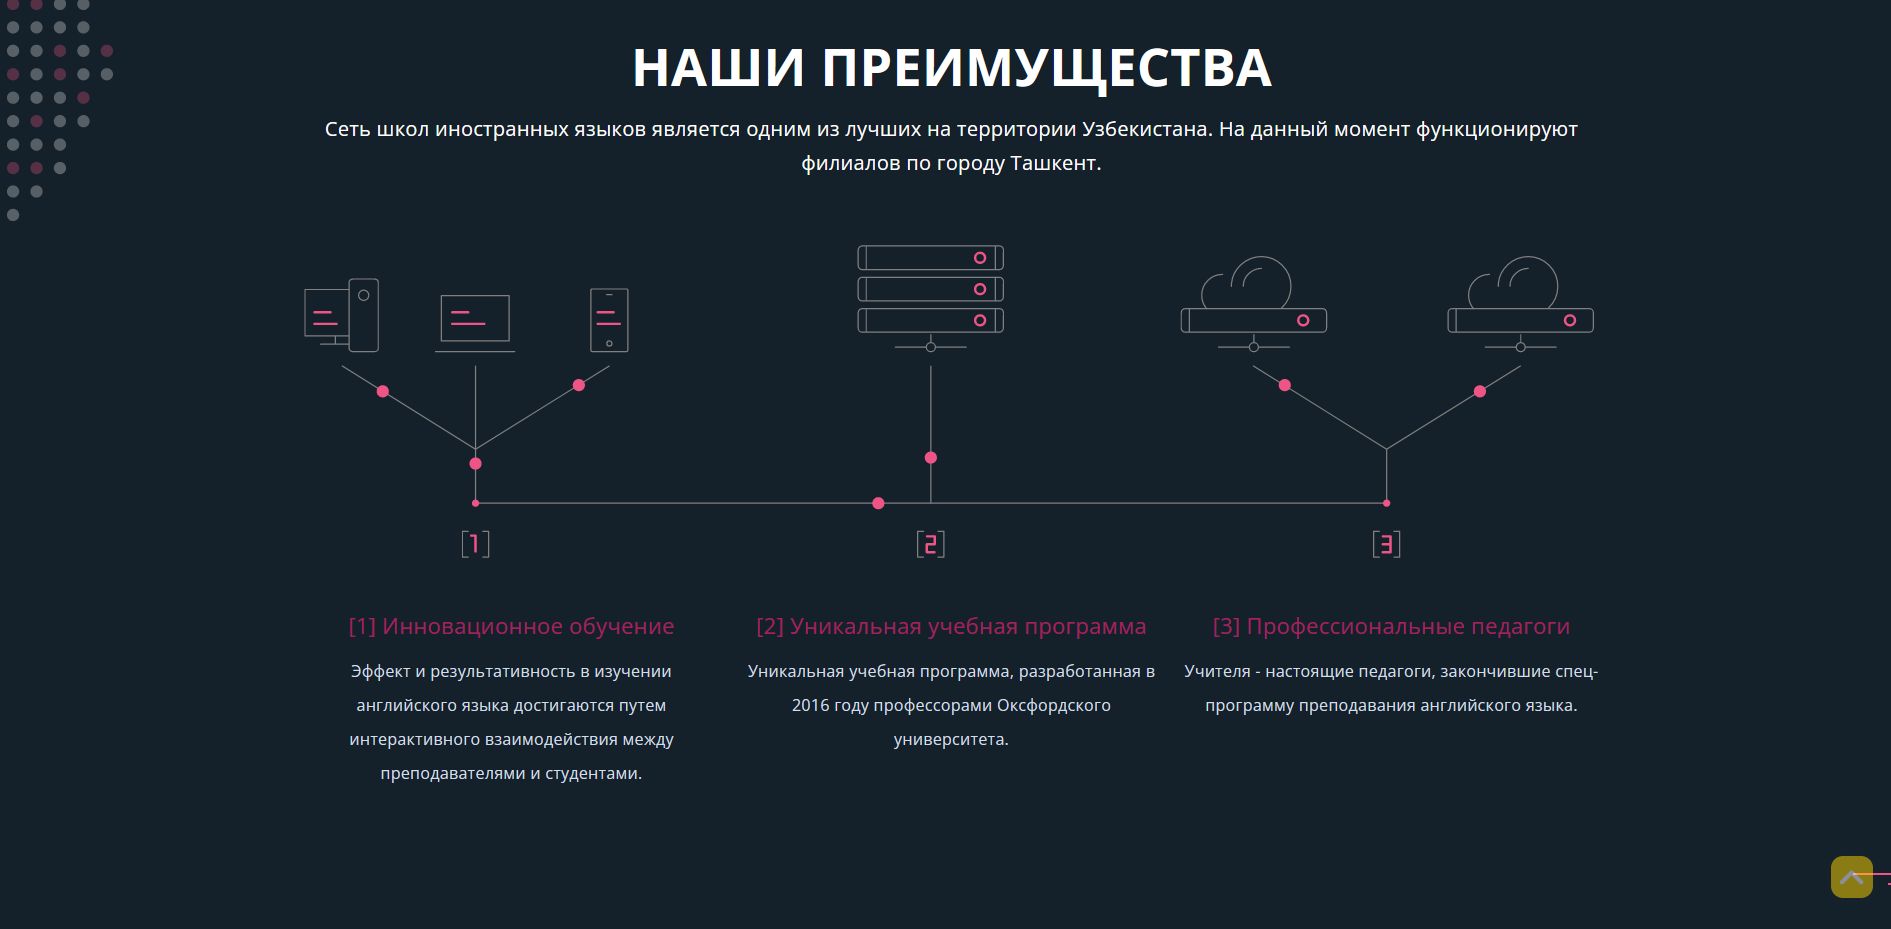 НАШИ ПРЕИМУЩЕСТВА
Сеть школ иностранных языков является одним из лучших на территории Узбекистана. На данный момент функционируют
филиалов по городу Ташкент.
[1]
[2]
[3]
[1] Инновационное обучение
Эффект и результативность в изучении
английского языка достигаются путем
интерактивного взаимодействия между
преподавателями и студентами.
[2] Уникальная учебная программа
Уникальная учебная программа, разработанная в
2016 году профессорами Оксфордского
университета.
[3] Профессиональные педагоги
Учителя - настоящие педагоги, закончившие спец-
программу преподавания английского языка.